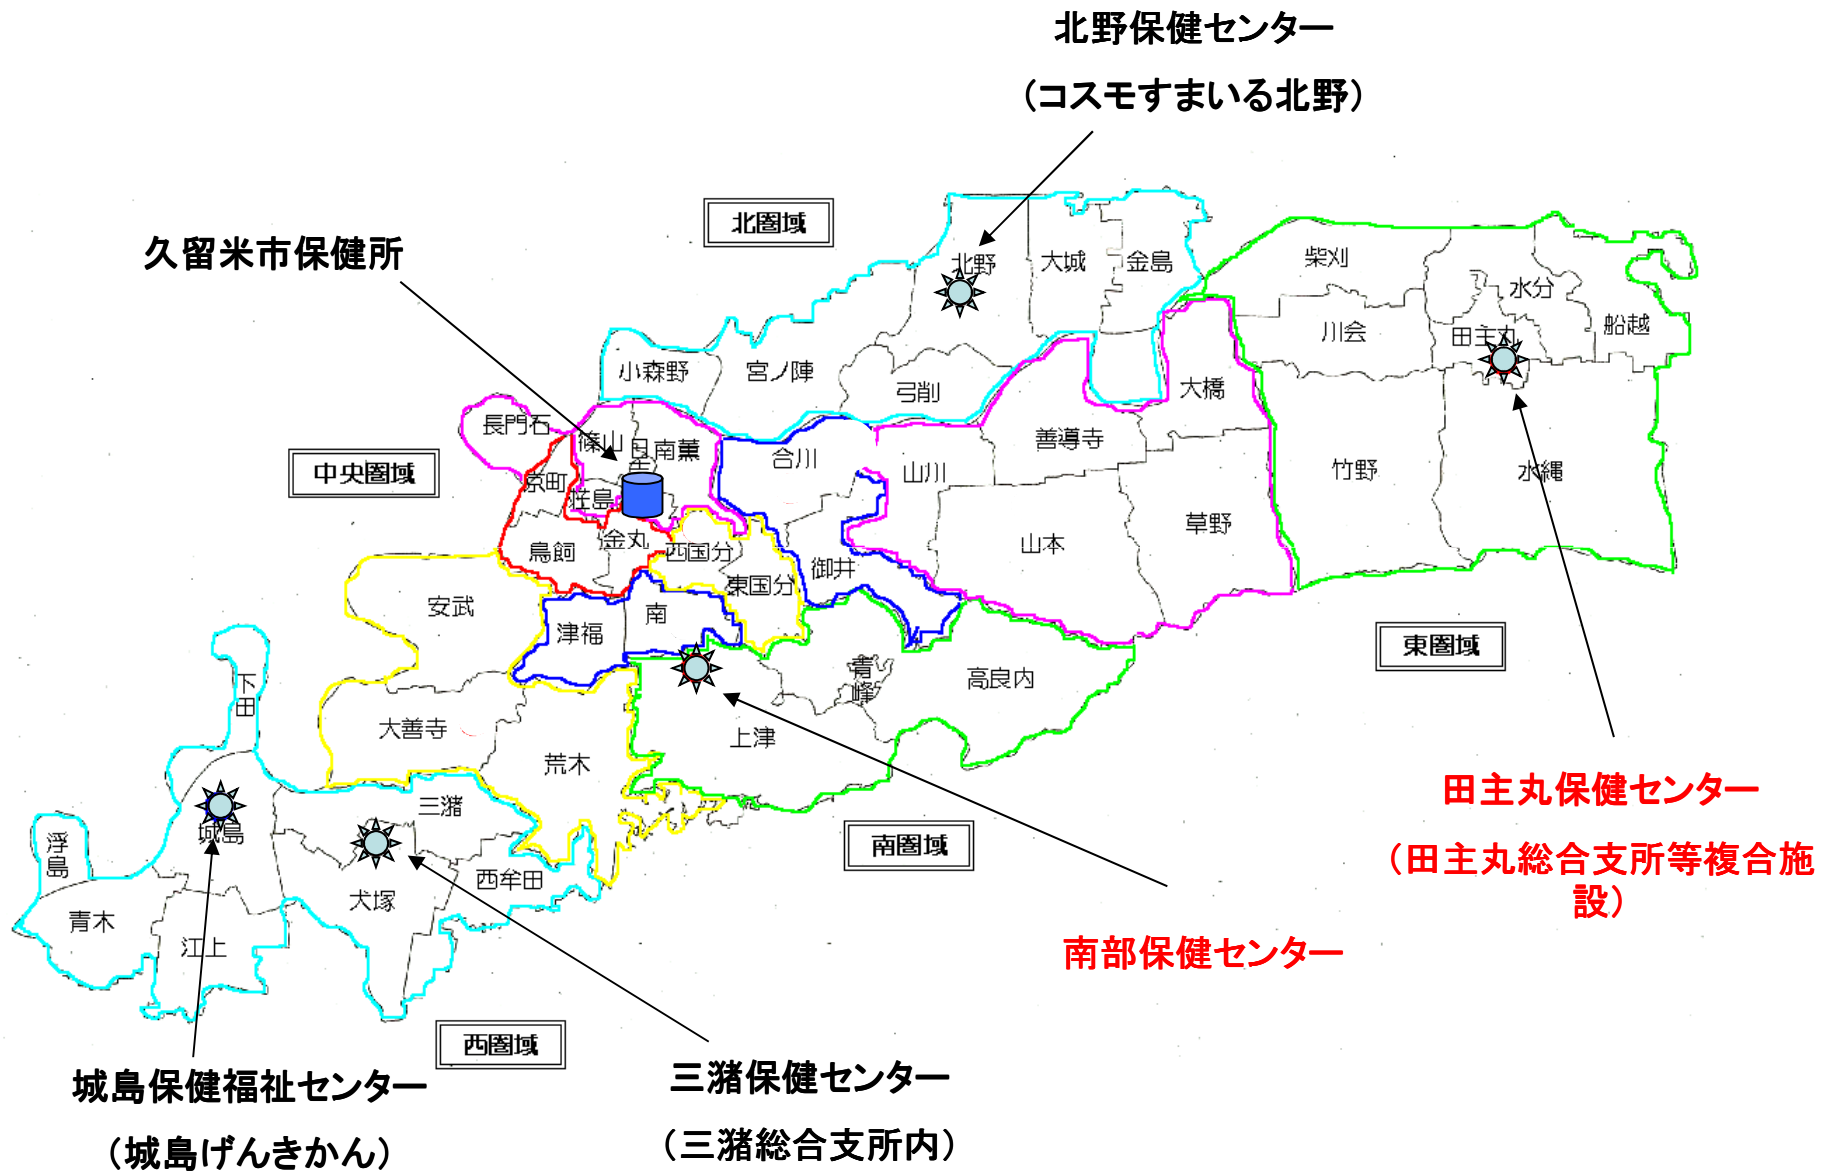 北野保健センター
（コスモすまいる北野）
北圏域
久留米市保健所
北野
大城
金島
柴刈
水分
川会
田主丸
船越
小森野
宮ノ陣
弓削
大橋
長門石
篠山
南薫
合川
山川
善導寺
中央圏域
京町
荘島
竹野
水縄
鳥飼
金丸
西国分
山本
草野
御井
東国分
安武
南
津福
東圏域
下田
青峰
高良内
大善寺
上津
荒木
三潴
城島
浮島
南圏域
田主丸保健センター
（田主丸総合支所等複合施
設）
西牟田
犬塚
青木
江上
南部保健センター
西圏域
城島保健福祉センター
（城島げんきかん）
三潴保健センター
（三潴総合支所内）